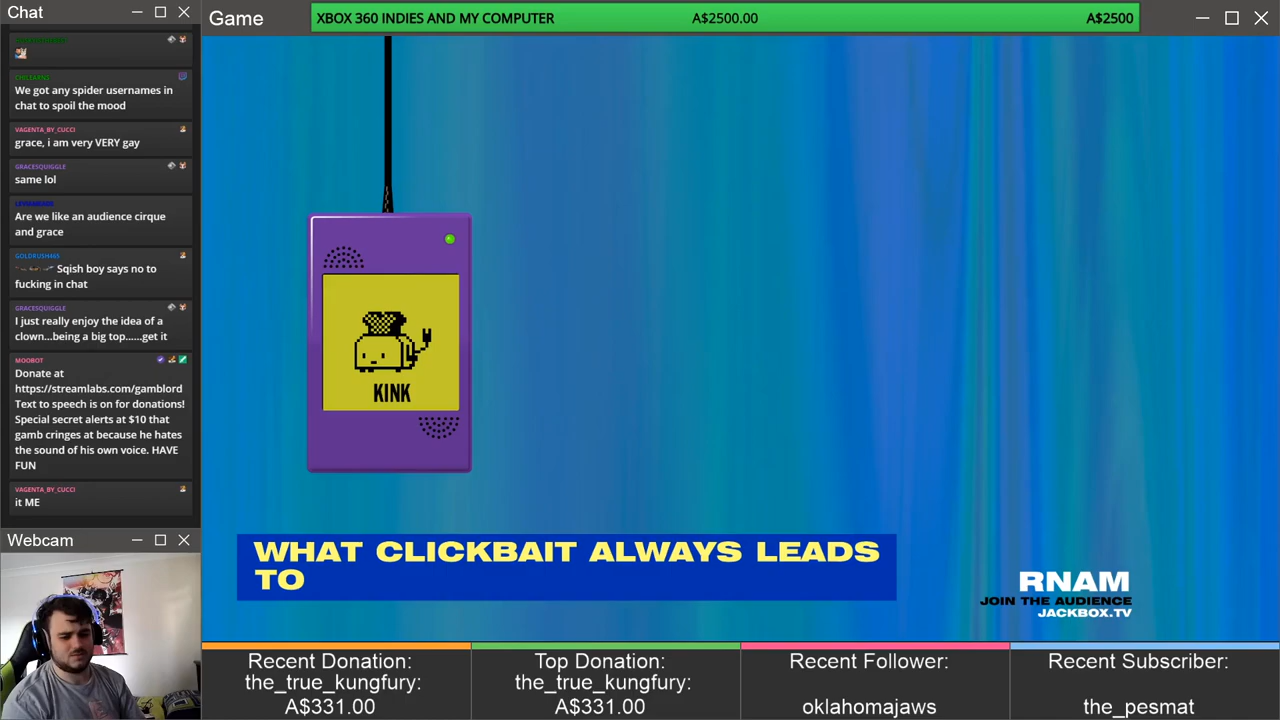 Chat
Game
XBOX 360 INDIES AND MY COMPUTER
A$2500.00
A$2500
CHILEAN15
We got any spider usernames in
chat to spoil the mood
VAGENTA_BY_CUCCI
grace, i am very VERY gay
GRACESQUIGGLE
same lol
Are we like an audience cirque
and grace
GOLDRUSH465
Sqish boy says no to
fucking in chat
GRACESQUIGGLE
I just really enjoy the idea of a
clown...being a big top......get it
MOOBOT
Donate at
https://streamlabs.com/gamblord
Text to speech is on for donations!
Special secret alerts at $10 that
gamb cringes at because he hates
the sound of his own voice. HAVE
FUN
VAGENTA_BY_CUCCI
it ME
KINK
WHAT CLICKBAIT ALWAYS LEADS
TO
RNAM
JOIN THE AUDIENCE
JACKBOX.TV
Webcam
Recent Donation:
the_true_kungfury:
A$331.00
Top Donation:
the_true_kungfury:
A$331.00
Recent Follower:
oklahomajaws
Recent Subscriber:
the_pesmat